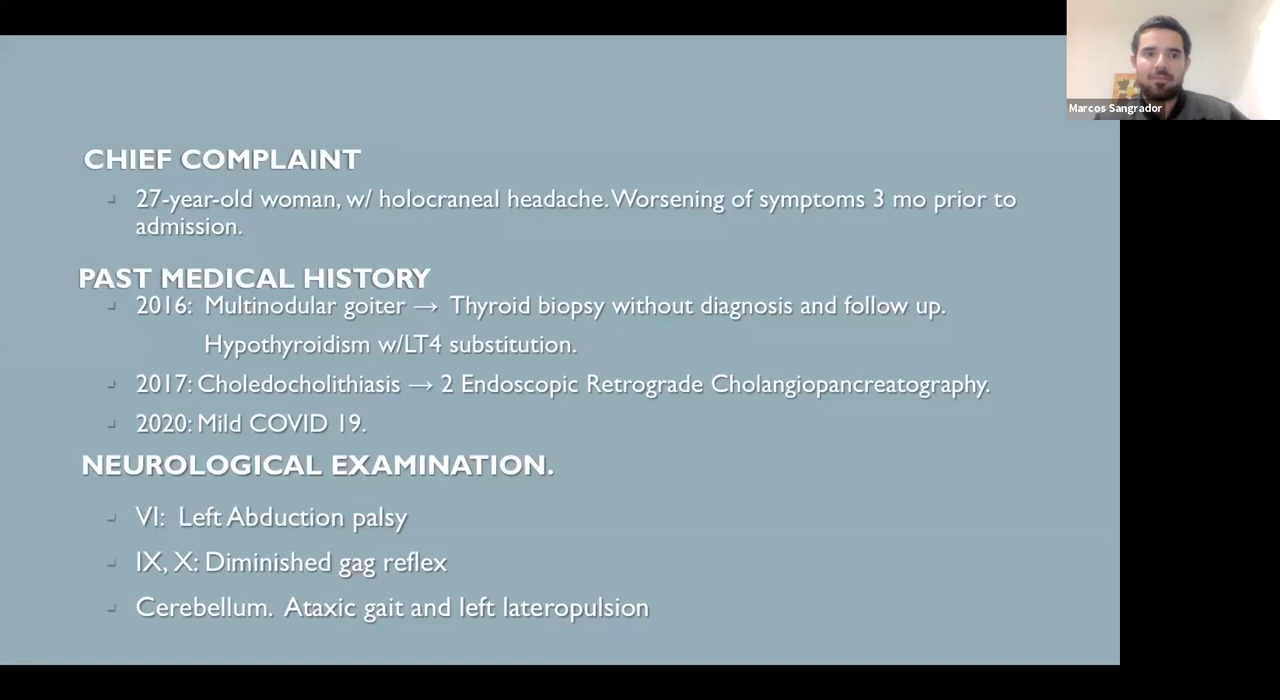 Marcos Sangrador
CHIEF COMPLAINT
27-year-old woman, w/ holocraneal headache. Worsening of symptoms 3 mo prior to
admission.
PAST MEDICAL HISTORY
2016: Multinodular goiter → Thyroid biopsy without diagnosis and follow up.
Hypothyroidism w/LT4 substitution.
2017: Choledocholithiasis → 2 Endoscopic Retrograde Cholangiopancreatography.
2020: Mild COVID 19.
NEUROLOGICAL EXAMINATION.
VI: Left Abduction palsy
IX, X: Diminished gag reflex
Cerebellum. Ataxic gait and left lateropulsion